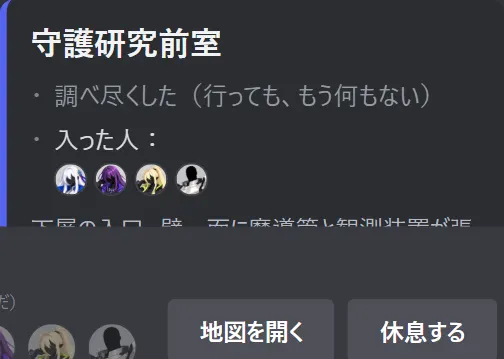 守護研究前室
・ 調べ尽くした（行っても、もう何もない）
・ 入った人：
だ）
地図を開く
休息する